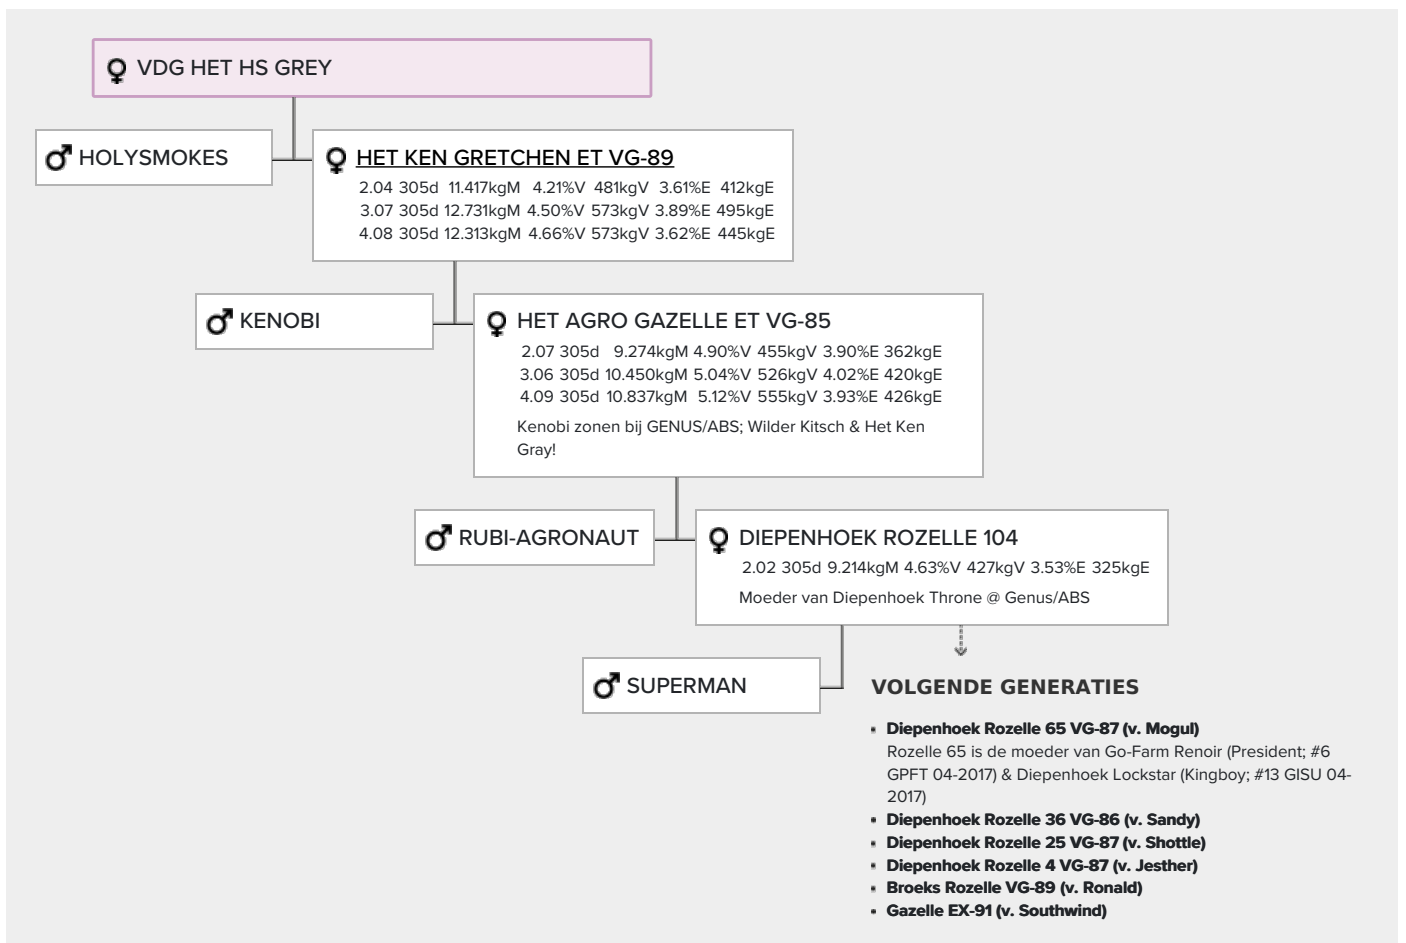 VDG HET HS GREY
HOLYSMOKES
HET KEN GRETCHEN ET VG-89
2.04 305d 11.417kgM 4.21%V 481kgV 3.61%E 412kgE
3.07 305d 12.731kgM 4.50%V 573kgV 3.89%E 495kgE
4.08 305d 12.313kgM 4.66%V 573kgV 3.62%E 445kgE
KENOBI
HET AGRO GAZELLE ET VG-85
2.07 305d 9.274kgM 4.90%V 455kgV 3.90%E 362kgE
3.06 305d 10.450kgM 5.04%V 526kgV 4.02%E 420kgE
4.09 305d 10.837kgM 5.12%V 555kgV 3.93%E 426kgE
Kenobi zonen bij GENUS/ABS; Wilder Kitsch & Het Ken
Gray!
RUBI-AGRONAUT
DIEPENHOEK ROZELLE 104
2.02 305d 9.214kgM 4.63%V 427kgV 3.53%E 325kgE
Moeder van Diepenhoek Throne @ Genus/ABS
SUPERMAN
VOLGENDE GENERATIES
▪ Diepenhoek Rozelle 65 VG-87 (v. Mogul)
Rozelle 65 is de moeder van Go-Farm Renoir (President; #6
GPFT 04-2017) & Diepenhoek Lockstar (Kingboy; #13 GISU 04-
2017)
▪ Diepenhoek Rozelle 36 VG-86 (v. Sandy)
▪ Diepenhoek Rozelle 25 VG-87 (v. Shottle)
▪ Diepenhoek Rozelle 4 VG-87 (v. Jesther)
▪ Broeks Rozelle VG-89 (v. Ronald)
▪ Gazelle EX-91 (v. Southwind)